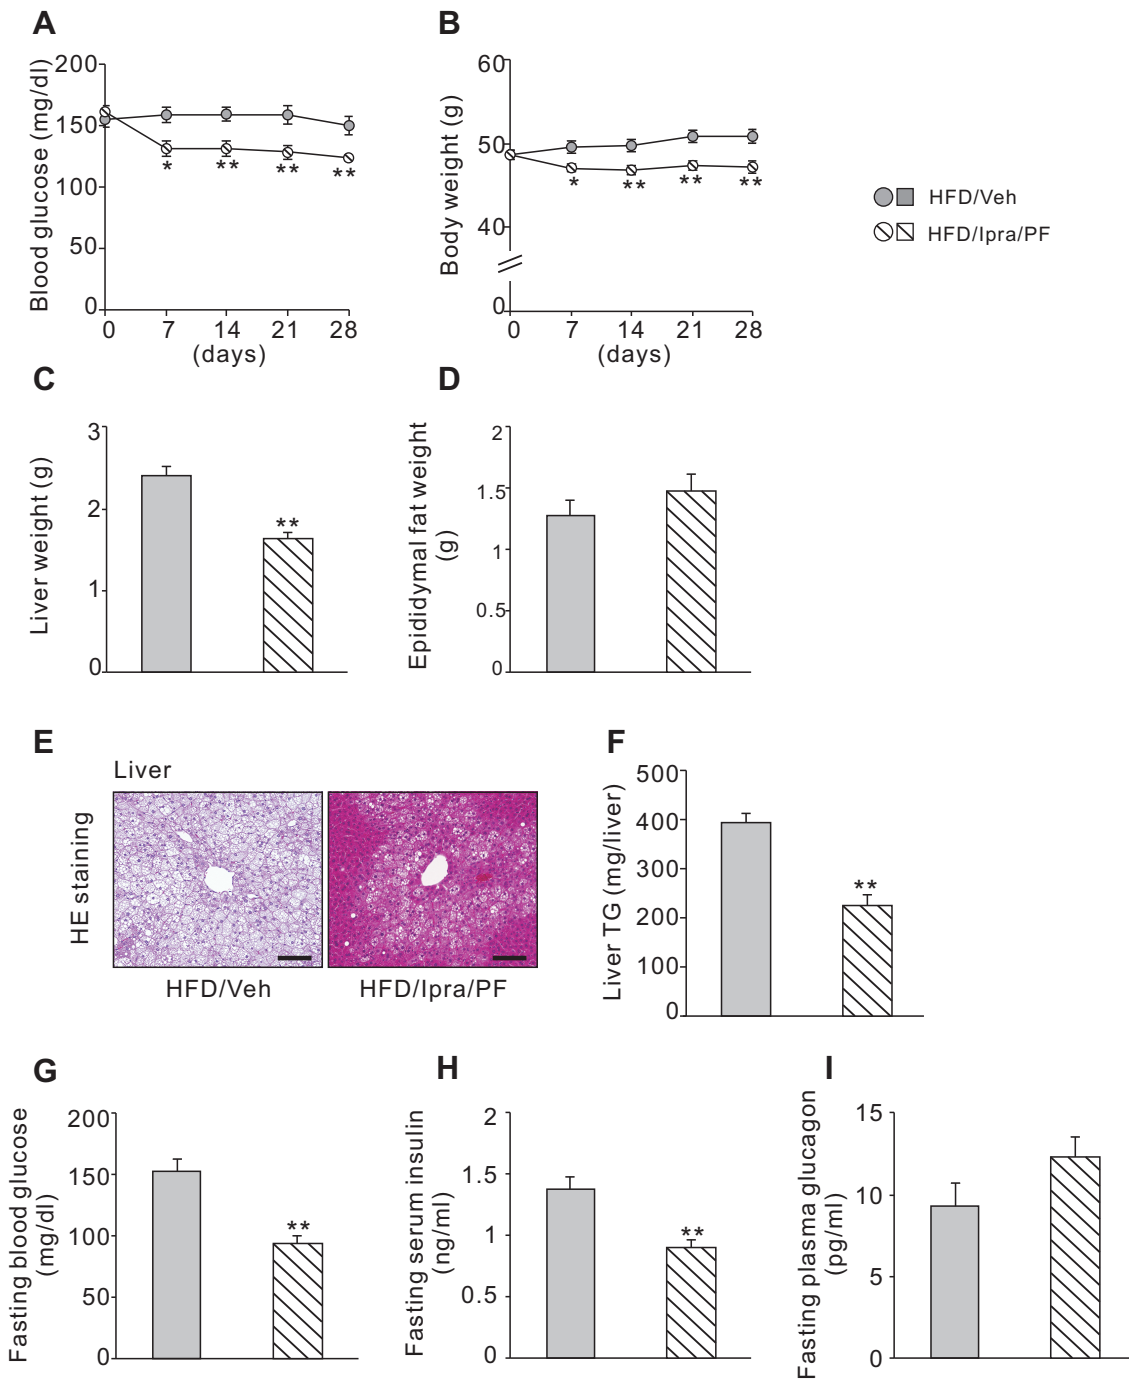 A
Blood glucose (mg/dl)
200
150
100
50
0
*
**
**
**
0 7 14 21 28
(days)
B
Body weight (g)
60
50
40
0
*
**
**
**
0 7 14 21 28
(days)
HFD/Veh
HFD/Ipra/PF
C
Liver weight (g)
3
2
1
0
**
D
Epididymal fat weight
(g)
2
1.5
1
0.5
0
E
Liver
HE staining
HFD/Veh
HFD/Ipra/PF
F
Liver TG (mg/liver)
500
400
300
200
100
0
**
G
Fasting blood glucose
(mg/dl)
200
150
100
50
0
**
H
Fasting serum insulin
(ng/ml)
2
1.5
1
0.5
0
**
I
Fasting plasma glucagon
(pg/ml)
15
10
5
0